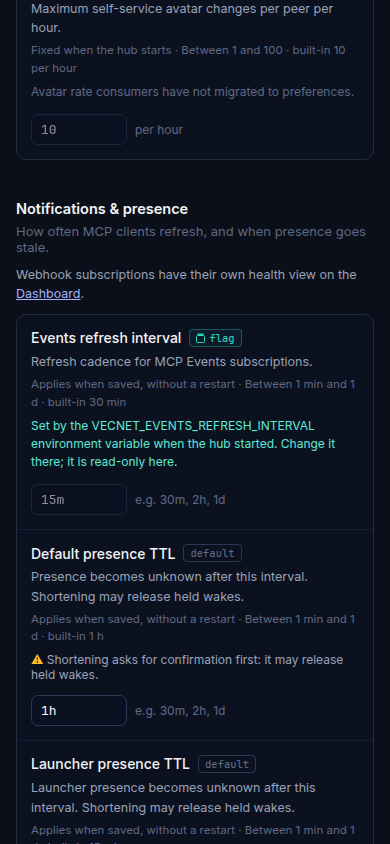 Maximum self-service avatar changes per peer per
hour.
Fixed when the hub starts · Between 1 and 100 · built-in 10
per hour
Avatar rate consumers have not migrated to preferences.
10 per hour
Notifications & presence
How often MCP clients refresh, and when presence goes
stale.
Webhook subscriptions have their own health view on the
Dashboard.
Events refresh interval flag
Refresh cadence for MCP Events subscriptions.
Applies when saved, without a restart · Between 1 min and 1
d · built-in 30 min
Set by the VECNET_EVENTS_REFRESH_INTERVAL
environment variable when the hub started. Change it
there; it is read-only here.
15m e.g. 30m, 2h, 1d
Default presence TTL default
Presence becomes unknown after this interval.
Shortening may release held wakes.
Applies when saved, without a restart · Between 1 min and 1
d · built-in 1 h
⚠ Shortening asks for confirmation first: it may release
held wakes.
1h e.g. 30m, 2h, 1d
Launcher presence TTL default
Launcher presence becomes unknown after this
interval. Shortening may release held wakes.
Applies when saved, without a restart · Between 1 min and 1